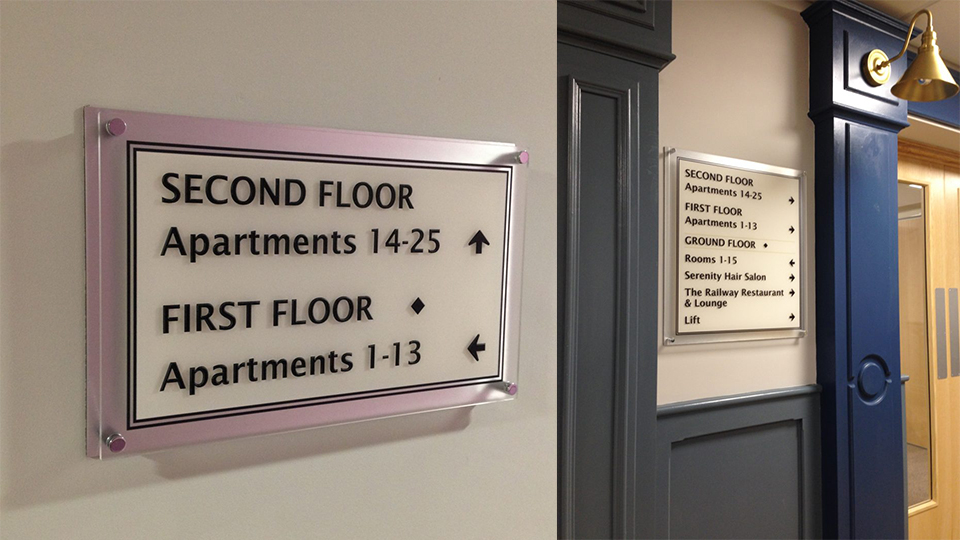 SECOND FLOOR
Apartments 14-25 ↑
FIRST FLOOR ◆
Apartments 1-13 ←
SECOND FLOOR
Apartments 14-25 →
FIRST FLOOR
Apartments 1-13 →
GROUND FLOOR ◆
Rooms 1-15 ←
Serenity Hair Salon →
The Railway Restaurant →
& Lounge
Lift →